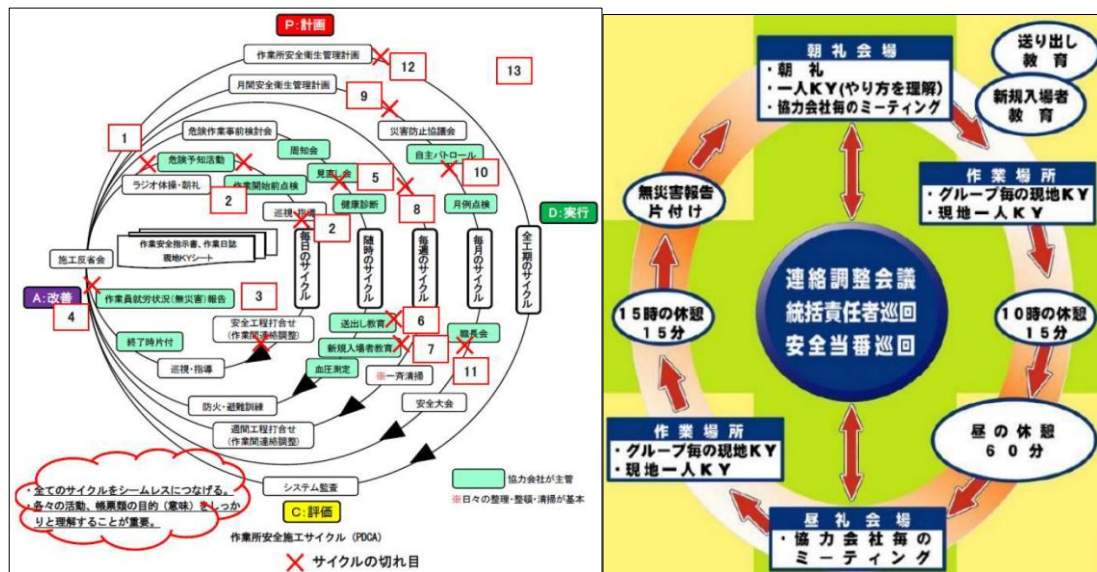 P:計画
作業所安全衛生管理計画
12
13
月間安全衛生管理計画
9
1
危険作業事前検討会
災害防止協議会
周知会
自主パトロール
危険予知活動
見直し会
5
10
ラジオ体操・朝礼
作業開始前点検
2
健康診断
8
月例点検
巡視・指導
2
D:実行
作業安全指示書、作業日誌
現地KYシート
施工反省会
毎日のサイクル
随時のサイクル
毎週のサイクル
毎月のサイクル
全工期のサイクル
A:改善
作業員就労状況(無災害)報告
3
4
安全工程打合せ
(作業間連絡調整)
送出し教育
6
職長会
終了時片付
新規入場者教育
7
巡視・指導
血圧測定
※一斉清掃
11
防火・避難訓練
安全大会
週間工程打合せ
(作業間連絡調整)
・全てのサイクルをシームレスにつなげる。
・各々の活動、帳票類の目的(意味)をしっか
りと理解することが重要。
システム監査
協力会社が主管
※日々の整理・整頓・清掃が基本
C:評価
作業所安全施工サイクル (PDCA)
サイクルの切れ目
朝礼会場
・朝礼
・一人KY(やり方を理解)
・協力会社毎のミーティング
送り出し
教育
新規入場者
教育
無災害報告
片付け
作業場所
・グループ毎の現地KY
・現地一人KY
連絡調整会議
統括責任者巡回
安全当番巡回
15時の休憩
15分
10時の休憩
15分
作業場所
・グループ毎の現地KY
・現地一人KY
昼の休憩
60分
昼礼会場
・協力会社毎の
ミーティング